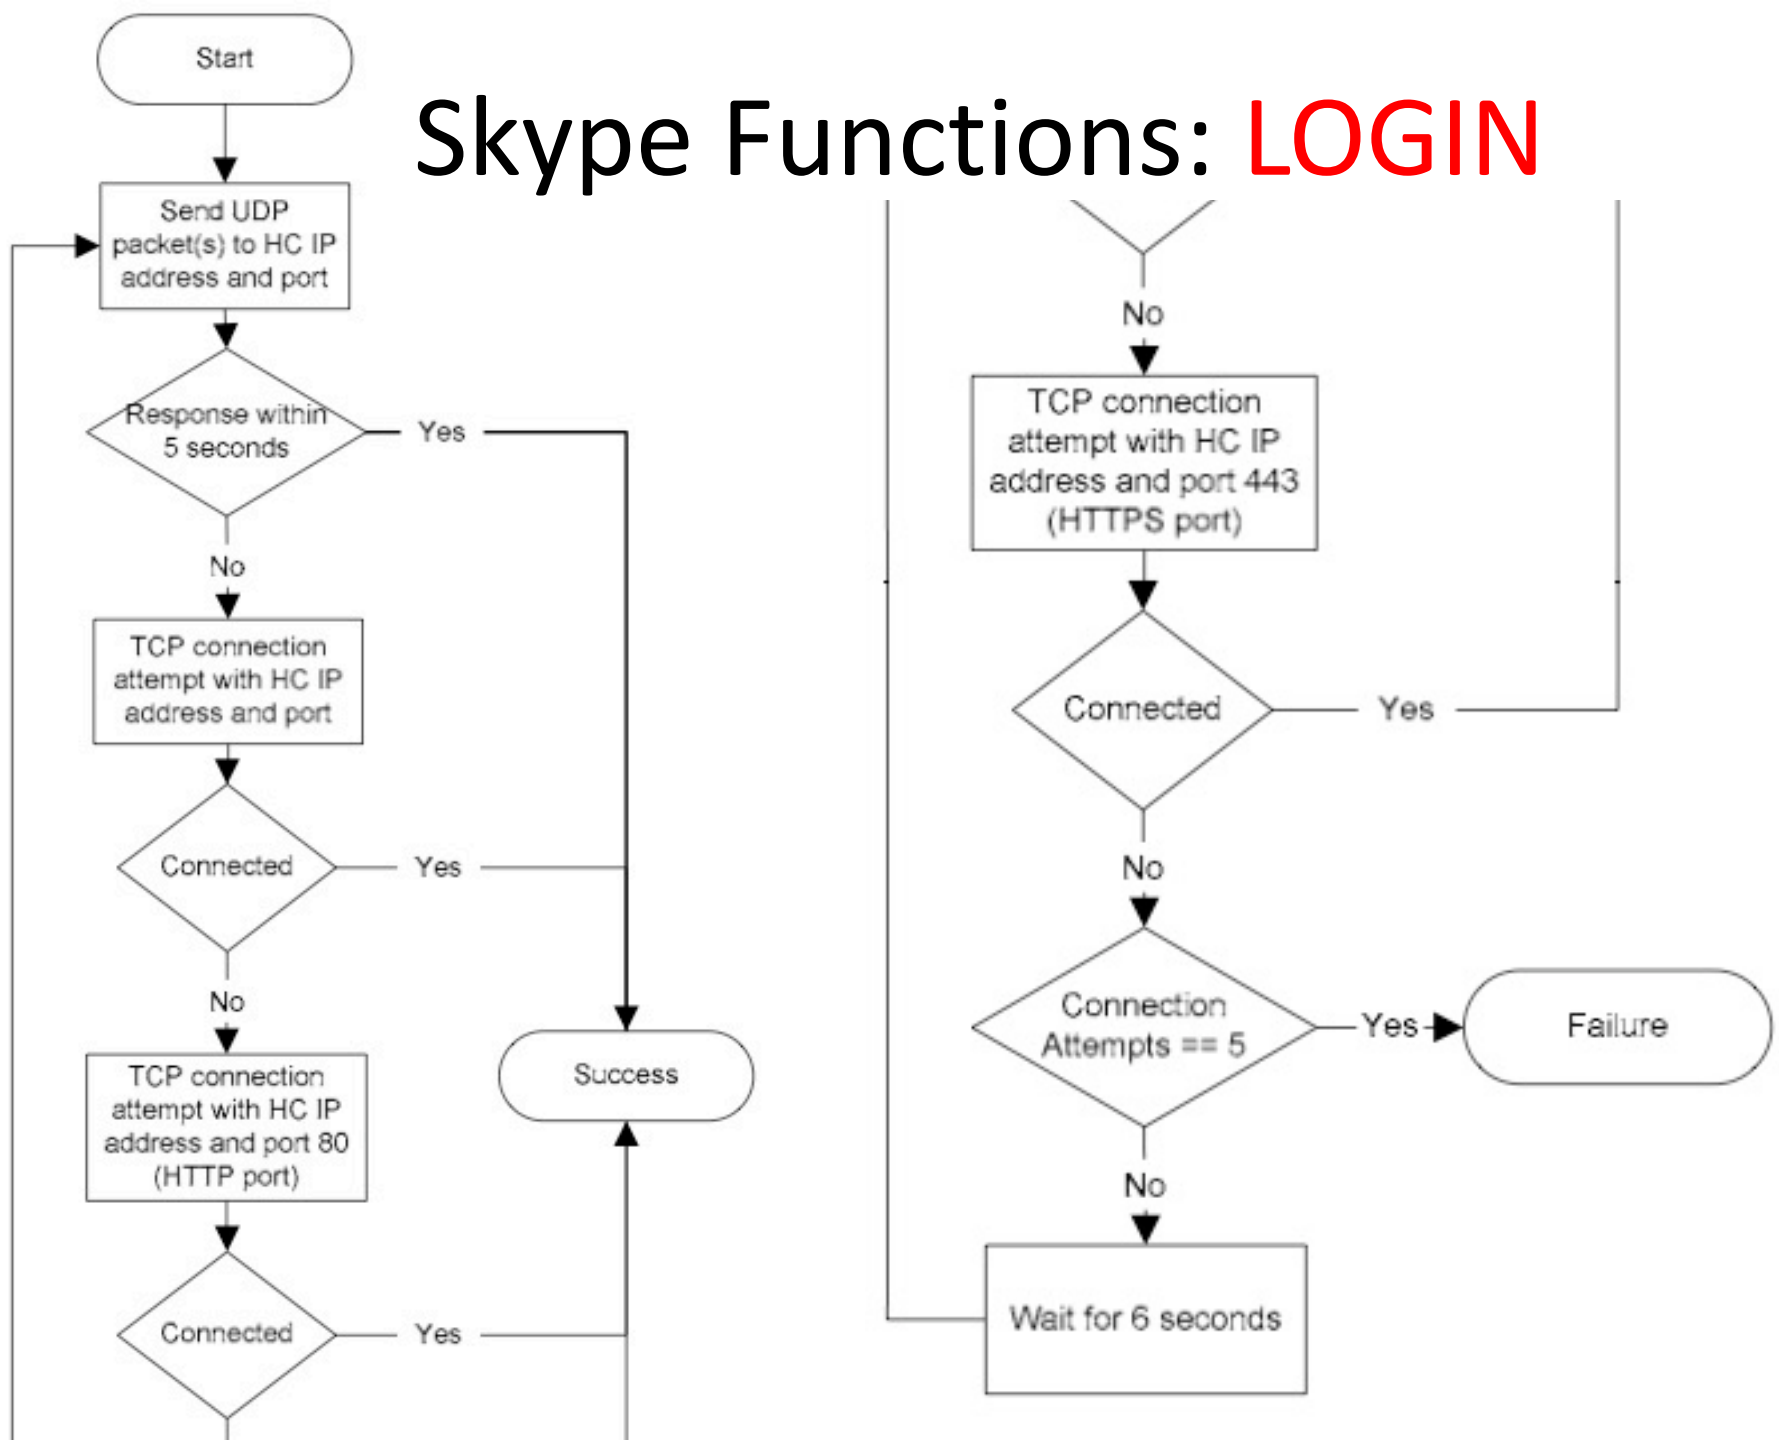 Skype Functions: LOGIN
Start
Send UDP
packet(s) to HC IP
address and port
Response within
5 seconds
Yes
No
TCP connection
attempt with HC IP
address and port
Connected
Yes
No
TCP connection
attempt with HC IP
address and port 80
(HTTP port)
Connected
Yes
Success
No
TCP connection
attempt with HC IP
address and port 443
(HTTPS port)
Connected
Yes
No
Connection
Attempts == 5
Yes
Failure
No
Wait for 6 seconds